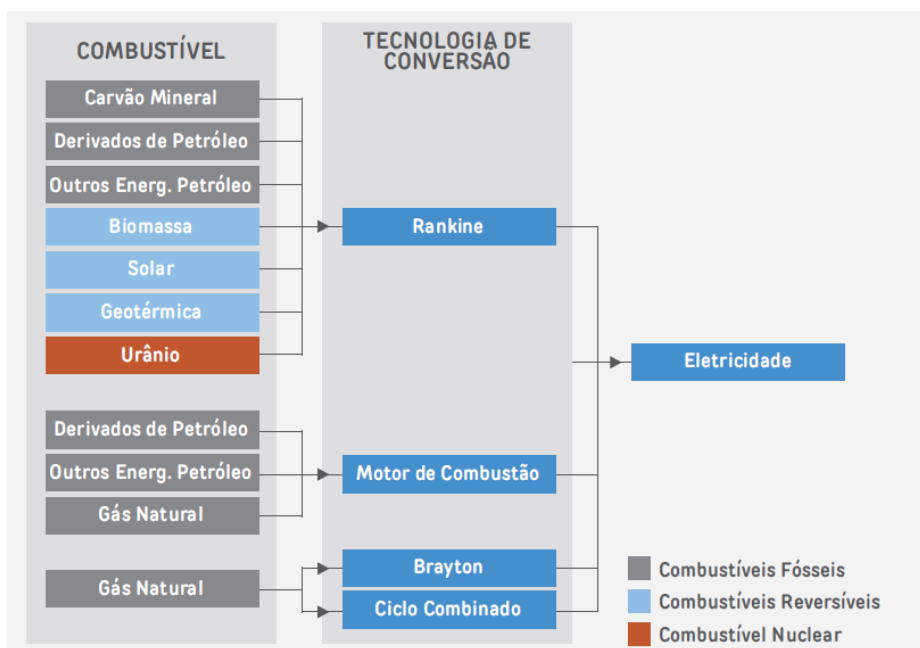 COMBUSTÍVEL
Carvão Mineral
Derivados de Petróleo
Outros Energ. Petróleo
Biomassa
Solar
Geotérmica
Urânio
Derivados de Petróleo
Outros Energ. Petróleo
Gás Natural
Gás Natural
TECNOLOGIA DE
CONVERSÃO
Rankine
Motor de Combustão
Brayton
Ciclo Combinado
Eletricidade
Combustíveis Fósseis
Combustíveis Reversíveis
Combustível Nuclear